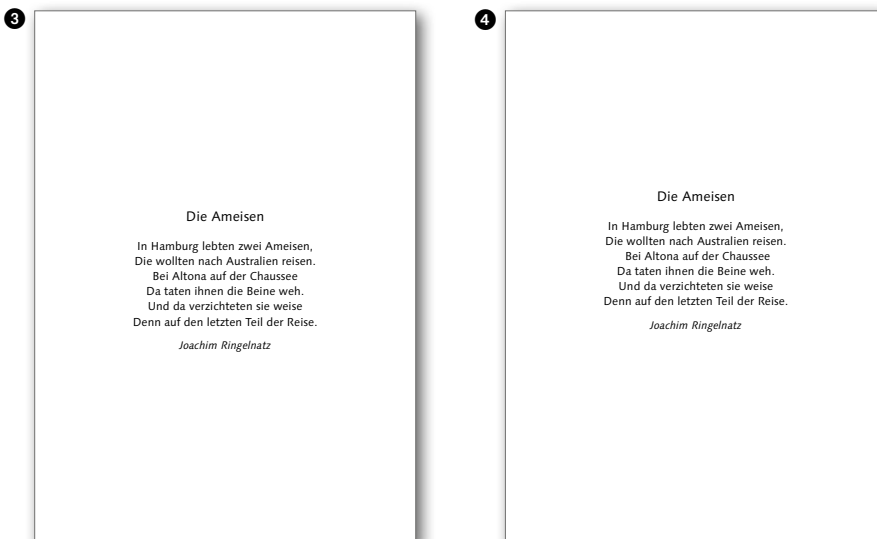 3
Die Ameisen
In Hamburg lebten zwei Ameisen,
Die wollten nach Australien reisen.
Bei Altona auf der Chaussee
Da taten ihnen die Beine weh.
Und da verzichteten sie weise
Denn auf den letzten Teil der Reise.
Joachim Ringelnatz
4
Die Ameisen
In Hamburg lebten zwei Ameisen,
Die wollten nach Australien reisen.
Bei Altona auf der Chaussee
Da taten ihnen die Beine weh.
Und da verzichteten sie weise
Denn auf den letzten Teil der Reise.
Joachim Ringelnatz